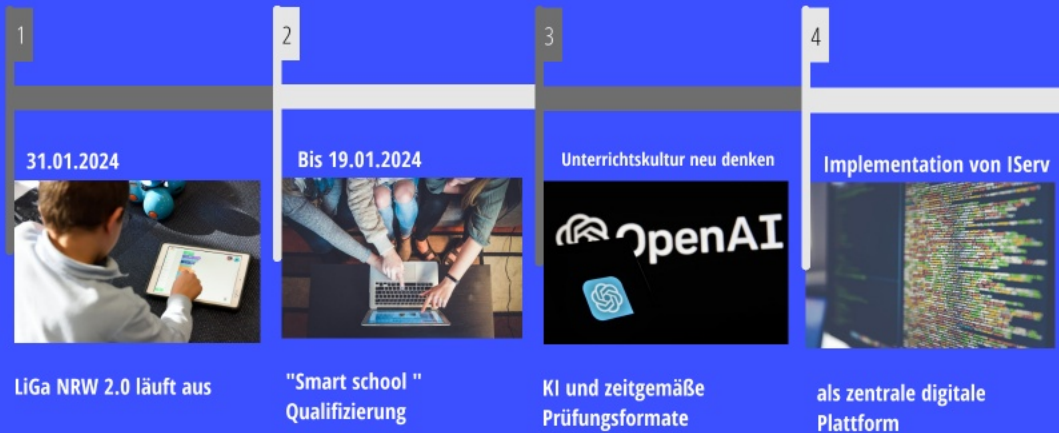 1
31.01.2024
LiGa NRW 2.0 läuft aus
2
Bis 19.01.2024
"Smart school "
Qualifizierung
3
Unterrichtskultur neu denken
OpenAI
KI und zeitgemäße
Prüfungsformate
4
Implementation von IServ
als zentrale digitale
Plattform